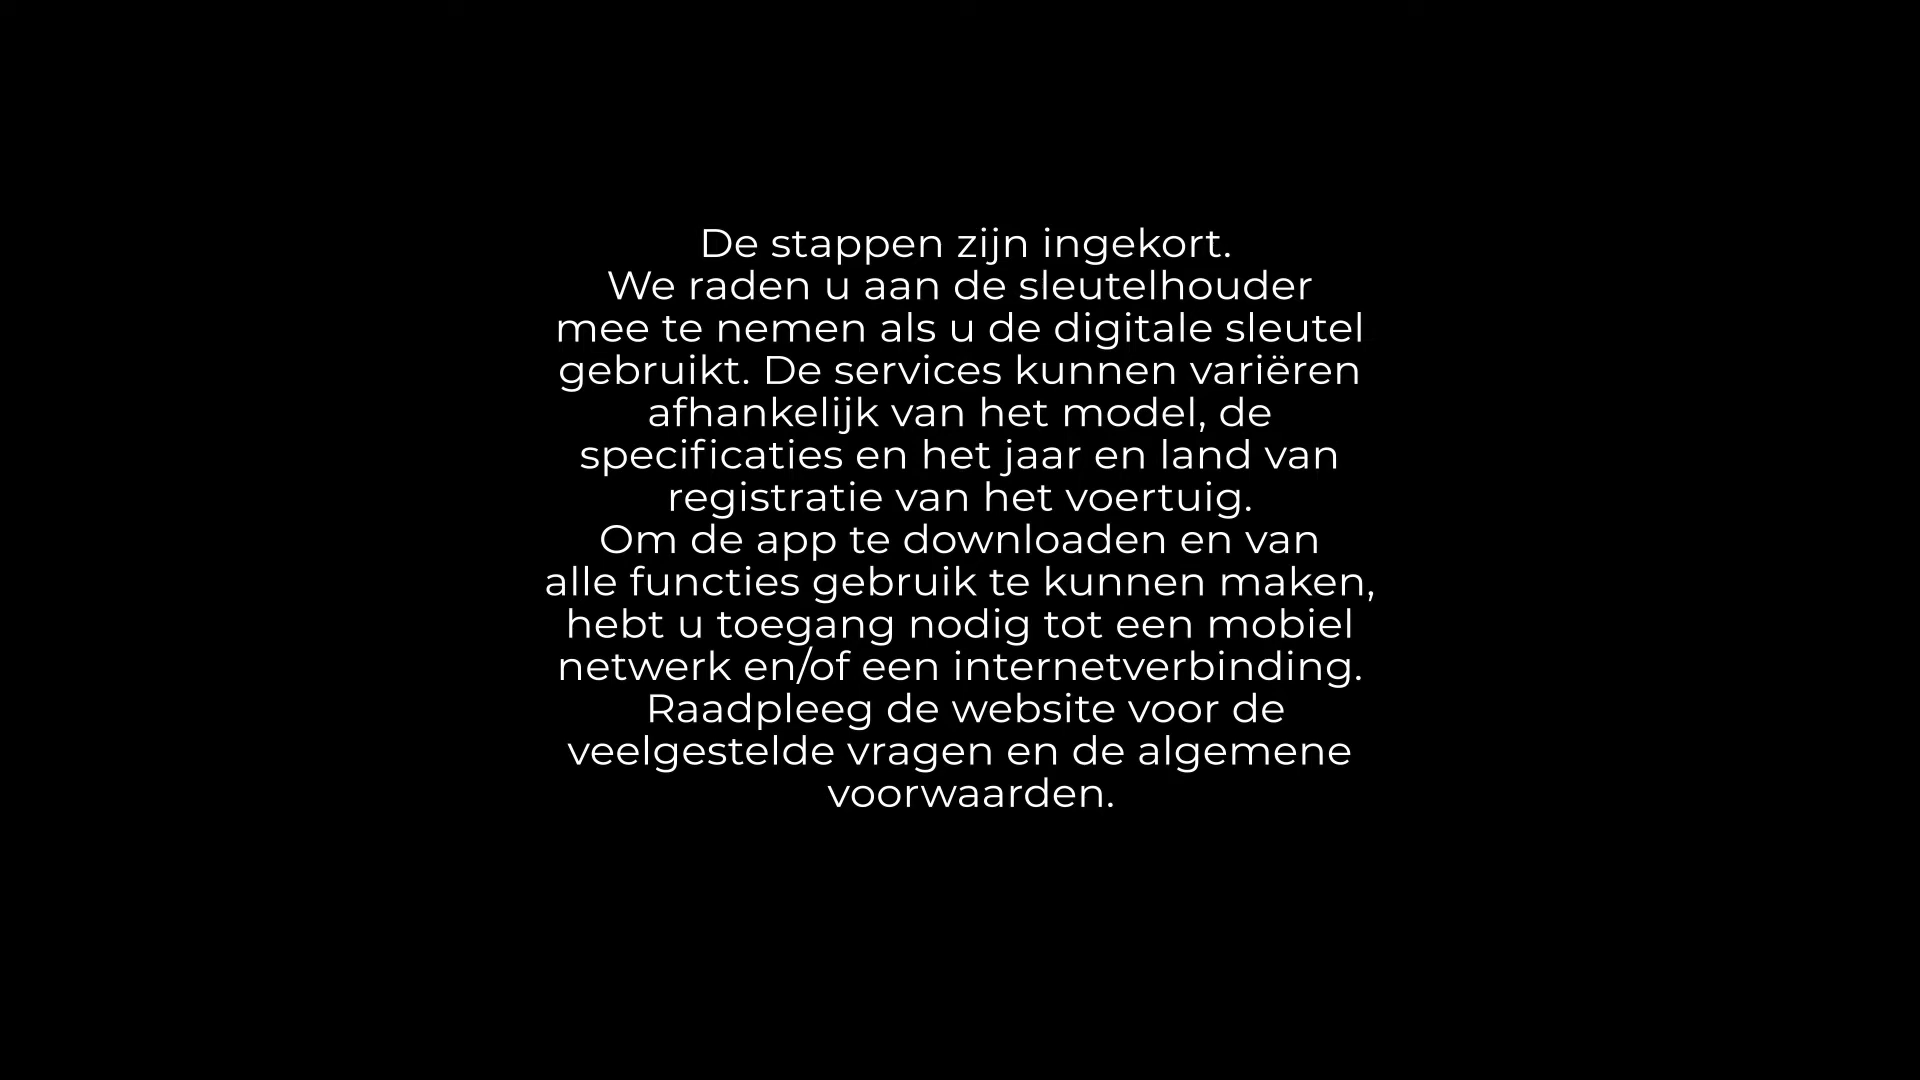 De stappen zijn ingekort.
We raden u aan de sleutelhouder
mee te nemen als u de digitale sleutel
gebruikt. De services kunnen variëren
afhankelijk van het model, de
specificaties en het jaar en land van
registratie van het voertuig.
Om de app te downloaden en van
alle functies gebruik te kunnen maken,
hebt u toegang nodig tot een mobiel
netwerk en/of een internetverbinding.
Raadpleeg de website voor de
veelgestelde vragen en de algemene
voorwaarden.